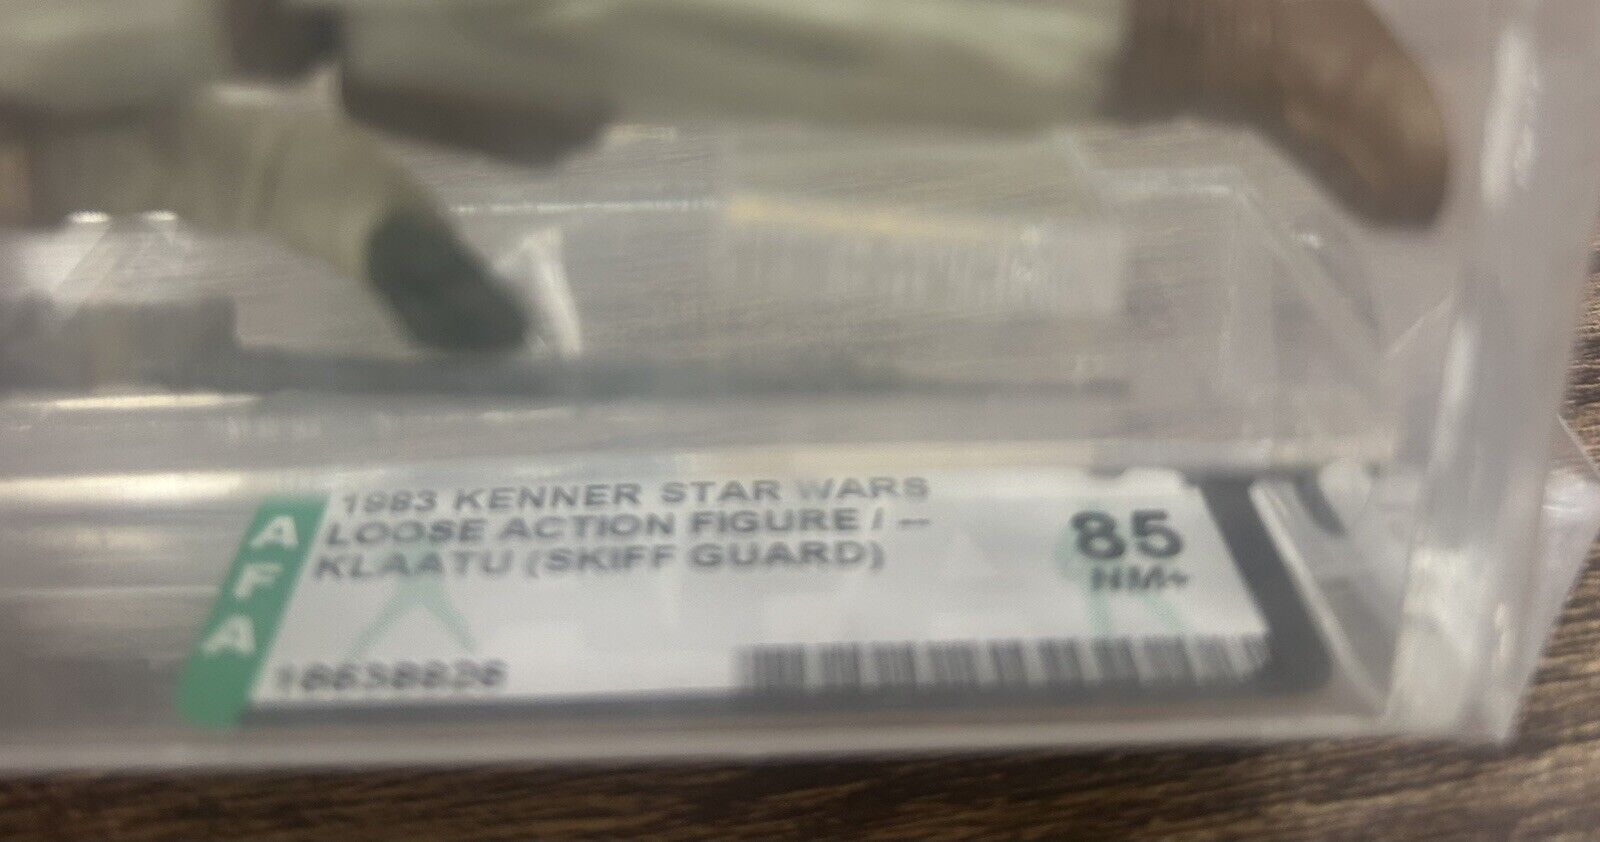 AFA
1983 KENNER STAR WARS
LOOSE ACTION FIGURE / --
KLAATU (SKIFF GUARD)
85
NM+